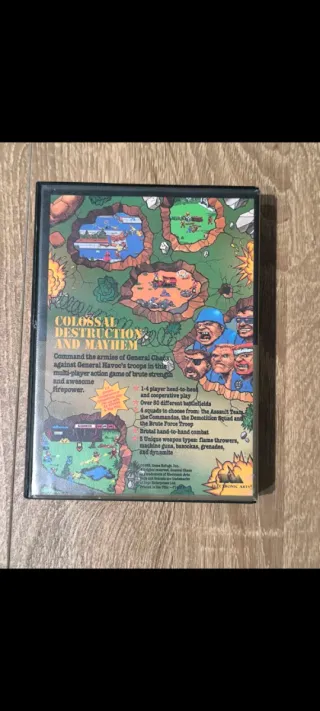 COLOSSAL
DESTRUCTION
AND MAYHEM
Command the armies of General Chaos
against General Havoc's troops in this
multi-player action game of brute strength
and awesome
firepower.
1-4 player head-to-head
and cooperative play
Over 50 different battlefields
4 squads to choose from: the Assault Team,
the Commandos, the Demolition Squad and
the Brute Force Troop
Brutal hand-to-hand combat
5 Unique weapon types: flame throwers,
machine guns, bazookas, grenades,
and dynamite